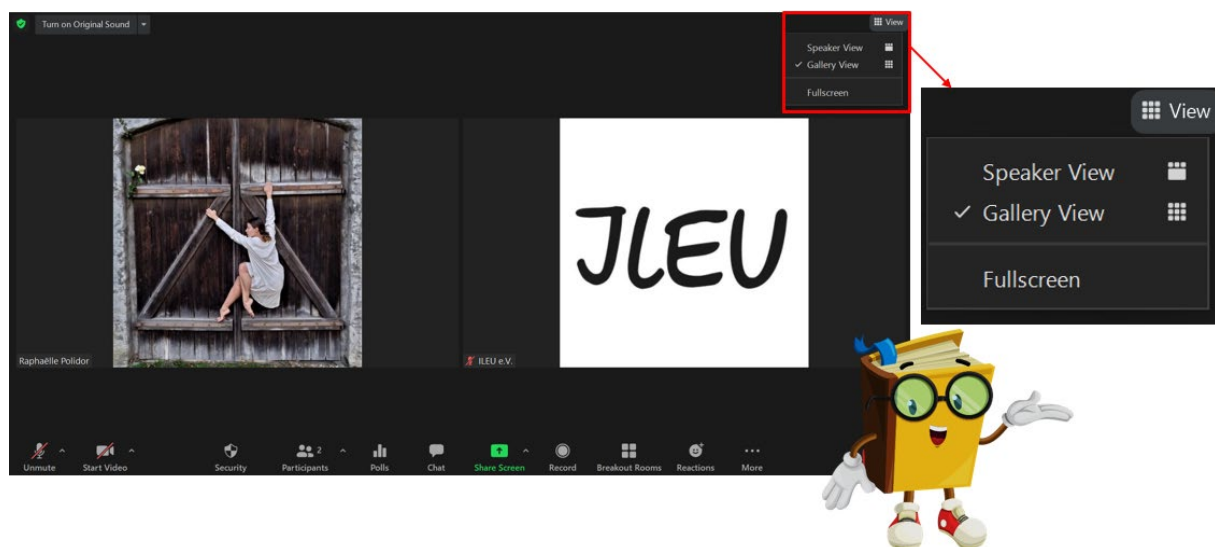 Turn on Original Sound
View
Speaker View
Gallery View
Fullscreen
View
Speaker View
Gallery View
Fullscreen
JLEU
Raphaëlle Polidor
ILEU e.V.
Unmute
Start Video
Security
2
Participants
Polls
Chat
Share Screen
Record
Breakout Rooms
Reactions
More